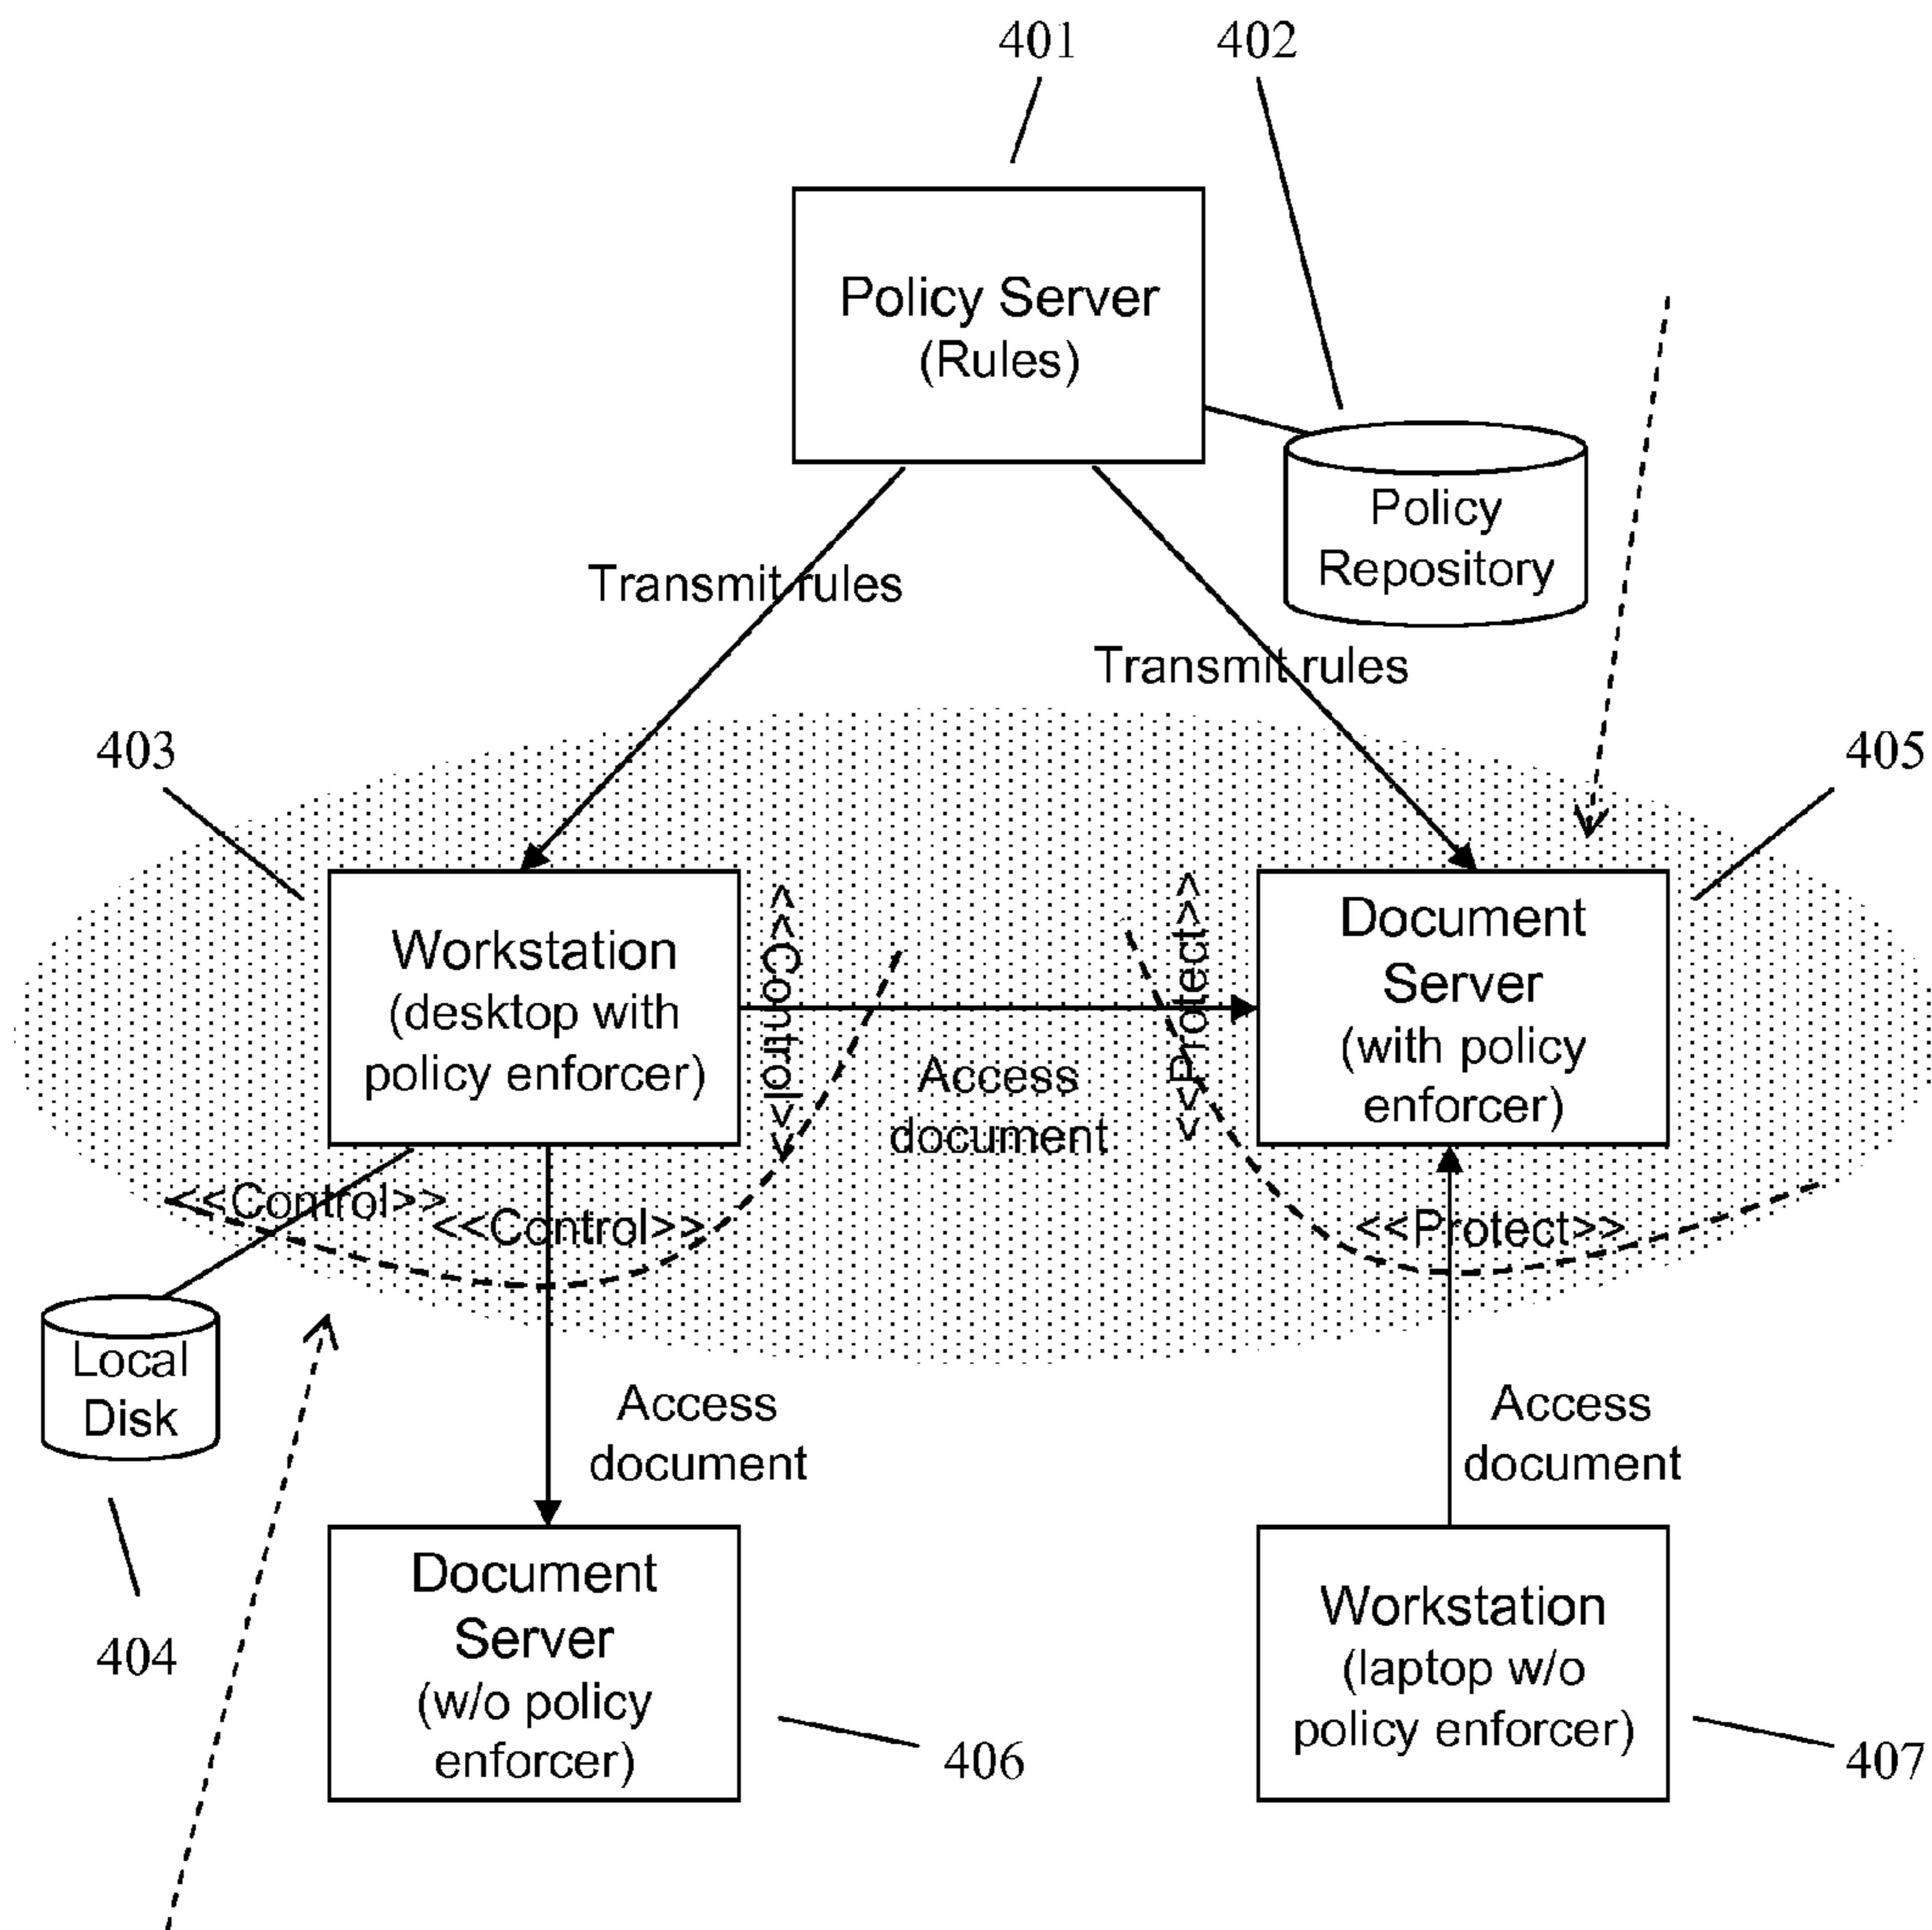 401
402
Policy Server
(Rules)
Policy
Repository
Transmit rules
Transmit rules
403
405
Workstation
(desktop with
policy enforcer)
<<Control>>
<<Protect>>
Document
Server
(with policy
enforcer)
Access
document
<<Control>>
<<Control>>
<<Protect>>
Local
Disk
Access
document
Access
document
404
Document
Server
(w/o policy
enforcer)
406
Workstation
(laptop w/o
policy enforcer)
407